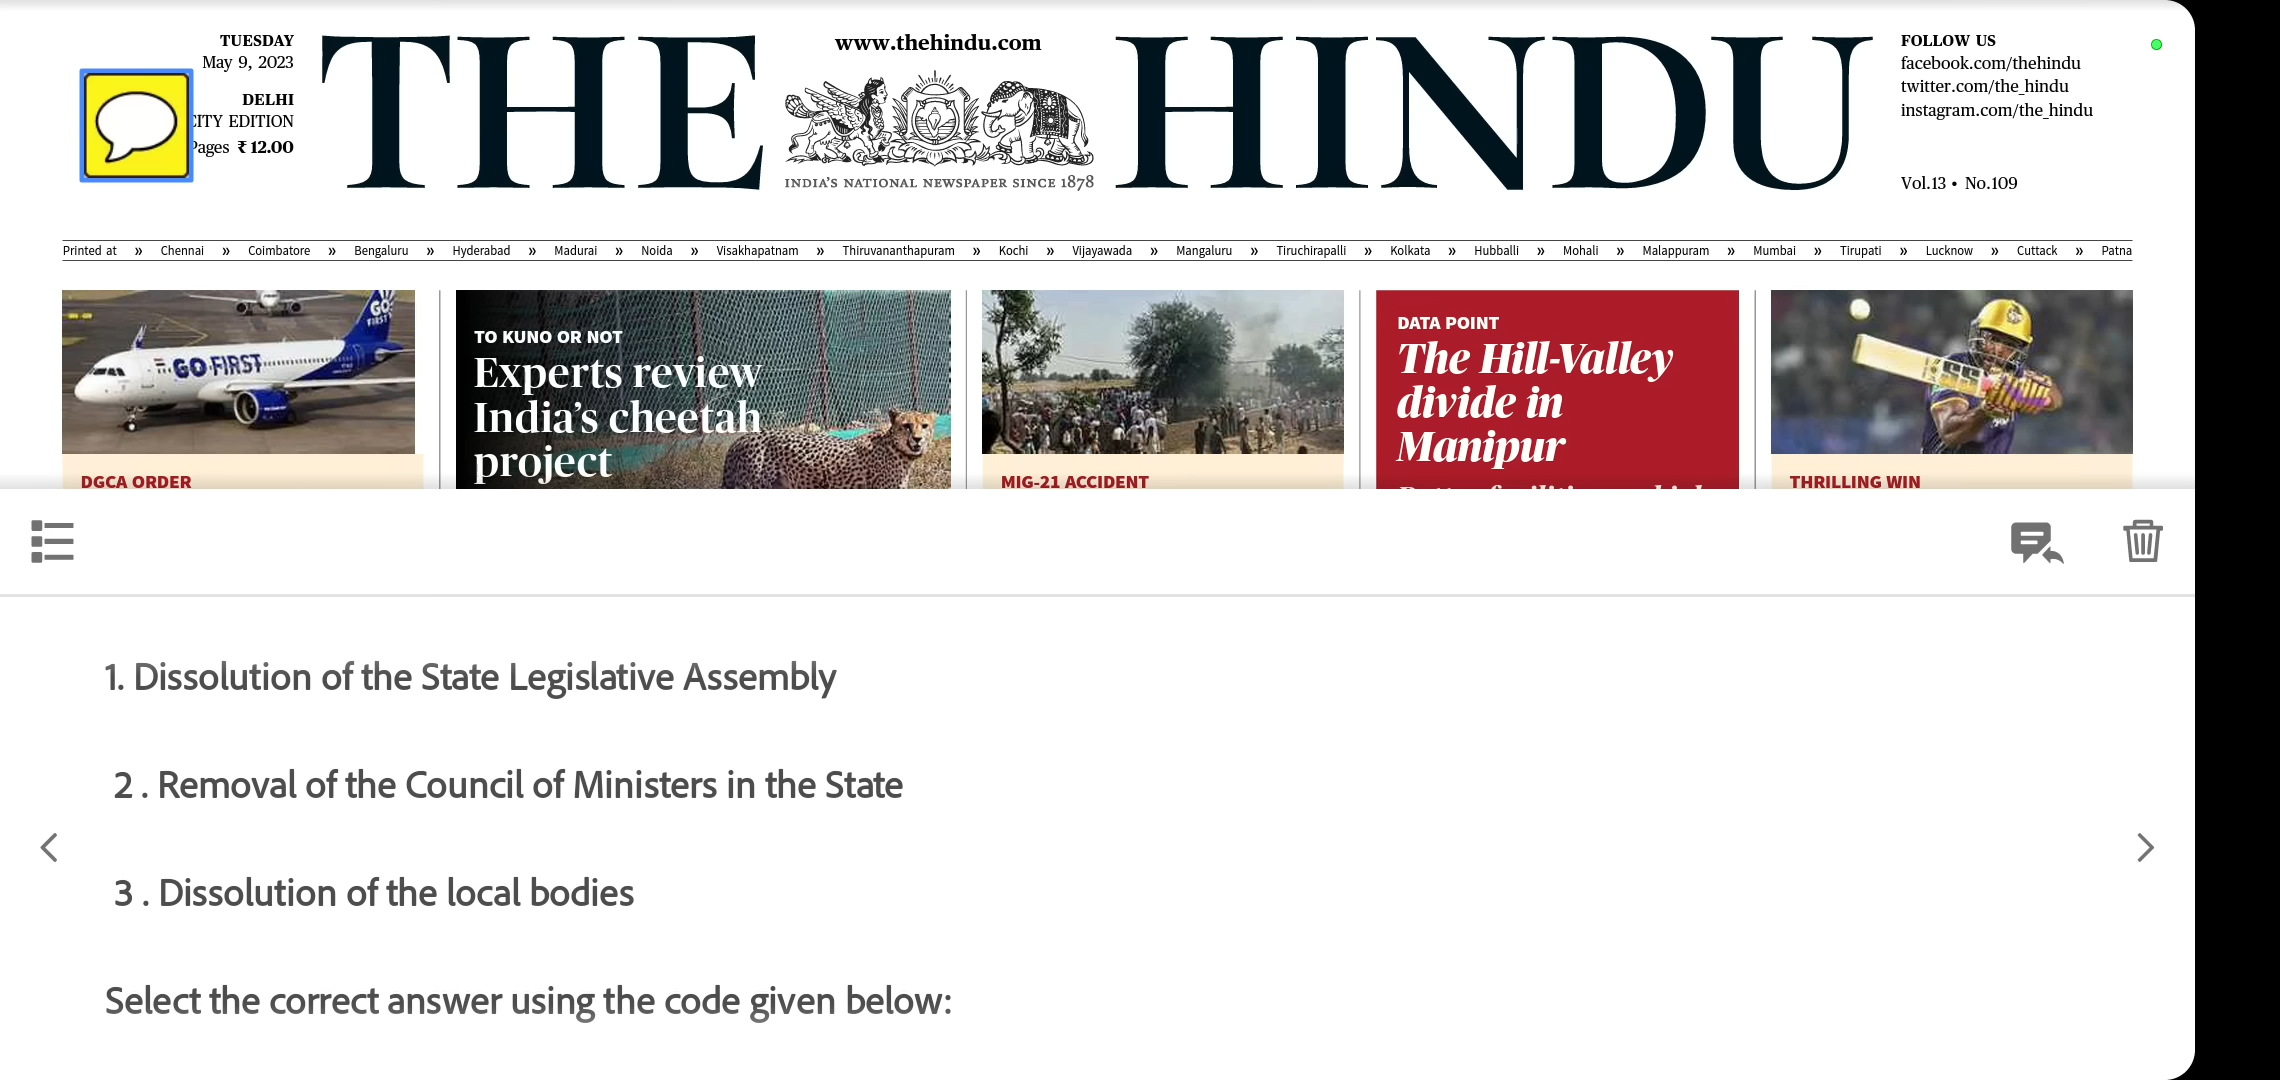 TUESDAY
May 9, 2023
DELHI
CITY EDITION
Pages ₹ 12.00
THE HINDU
www.thehindu.com
INDIA'S NATIONAL NEWSPAPER SINCE 1878
FOLLOW US
facebook.com/thehindu
twitter.com/the_hindu
instagram.com/the_hindu
Vol.13 • No.109
Printed at » Chennai » Coimbatore » Bengaluru » Hyderabad » Madurai » Noida » Visakhapatnam » Thiruvananthapuram » Kochi » Vijayawada » Mangaluru » Tiruchirapalli » Kolkata » Hubballi » Mohali » Malappuram » Mumbai » Tirupati » Lucknow » Cuttack » Patna
GO FIRST
GO FIRST
DGCA ORDER
TO KUNO OR NOT
Experts review
India's cheetah
project
MIG-21 ACCIDENT
DATA POINT
The Hill-Valley
divide in
Manipur
THRILLING WIN
1. Dissolution of the State Legislative Assembly
2 . Removal of the Council of Ministers in the State
3 . Dissolution of the local bodies
Select the correct answer using the code given below: